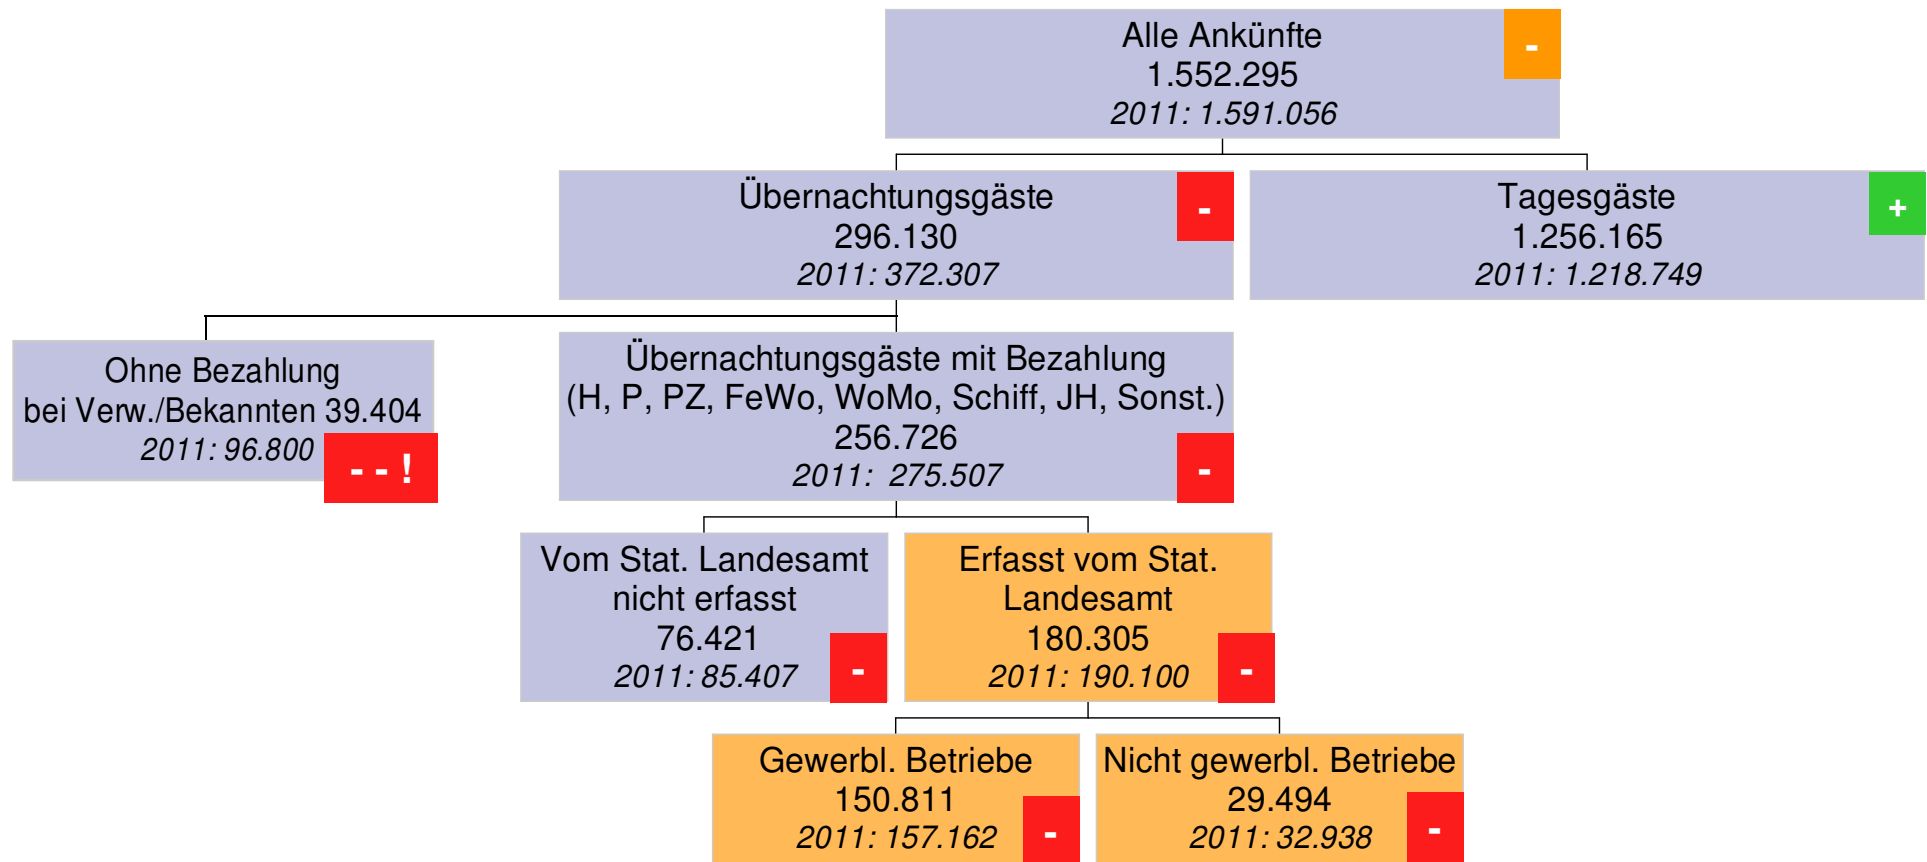 Alle Ankünfte
1.552.295
2011: 1.591.056
-
Übernachtungsgäste
296.130
2011: 372.307
-
Tagesgäste
1.256.165
2011: 1.218.749
+
Ohne Bezahlung
bei Verw./Bekannten 39.404
2011: 96.800
- - !
Übernachtungsgäste mit Bezahlung
(H, P, PZ, FeWo, WoMo, Schiff, JH, Sonst.)
256.726
2011: 275.507
-
Vom Stat. Landesamt
nicht erfasst
76.421
2011: 85.407
-
Erfasst vom Stat.
Landesamt
180.305
2011: 190.100
-
Gewerbl. Betriebe
150.811
2011: 157.162
-
Nicht gewerbl. Betriebe
29.494
2011: 32.938
-